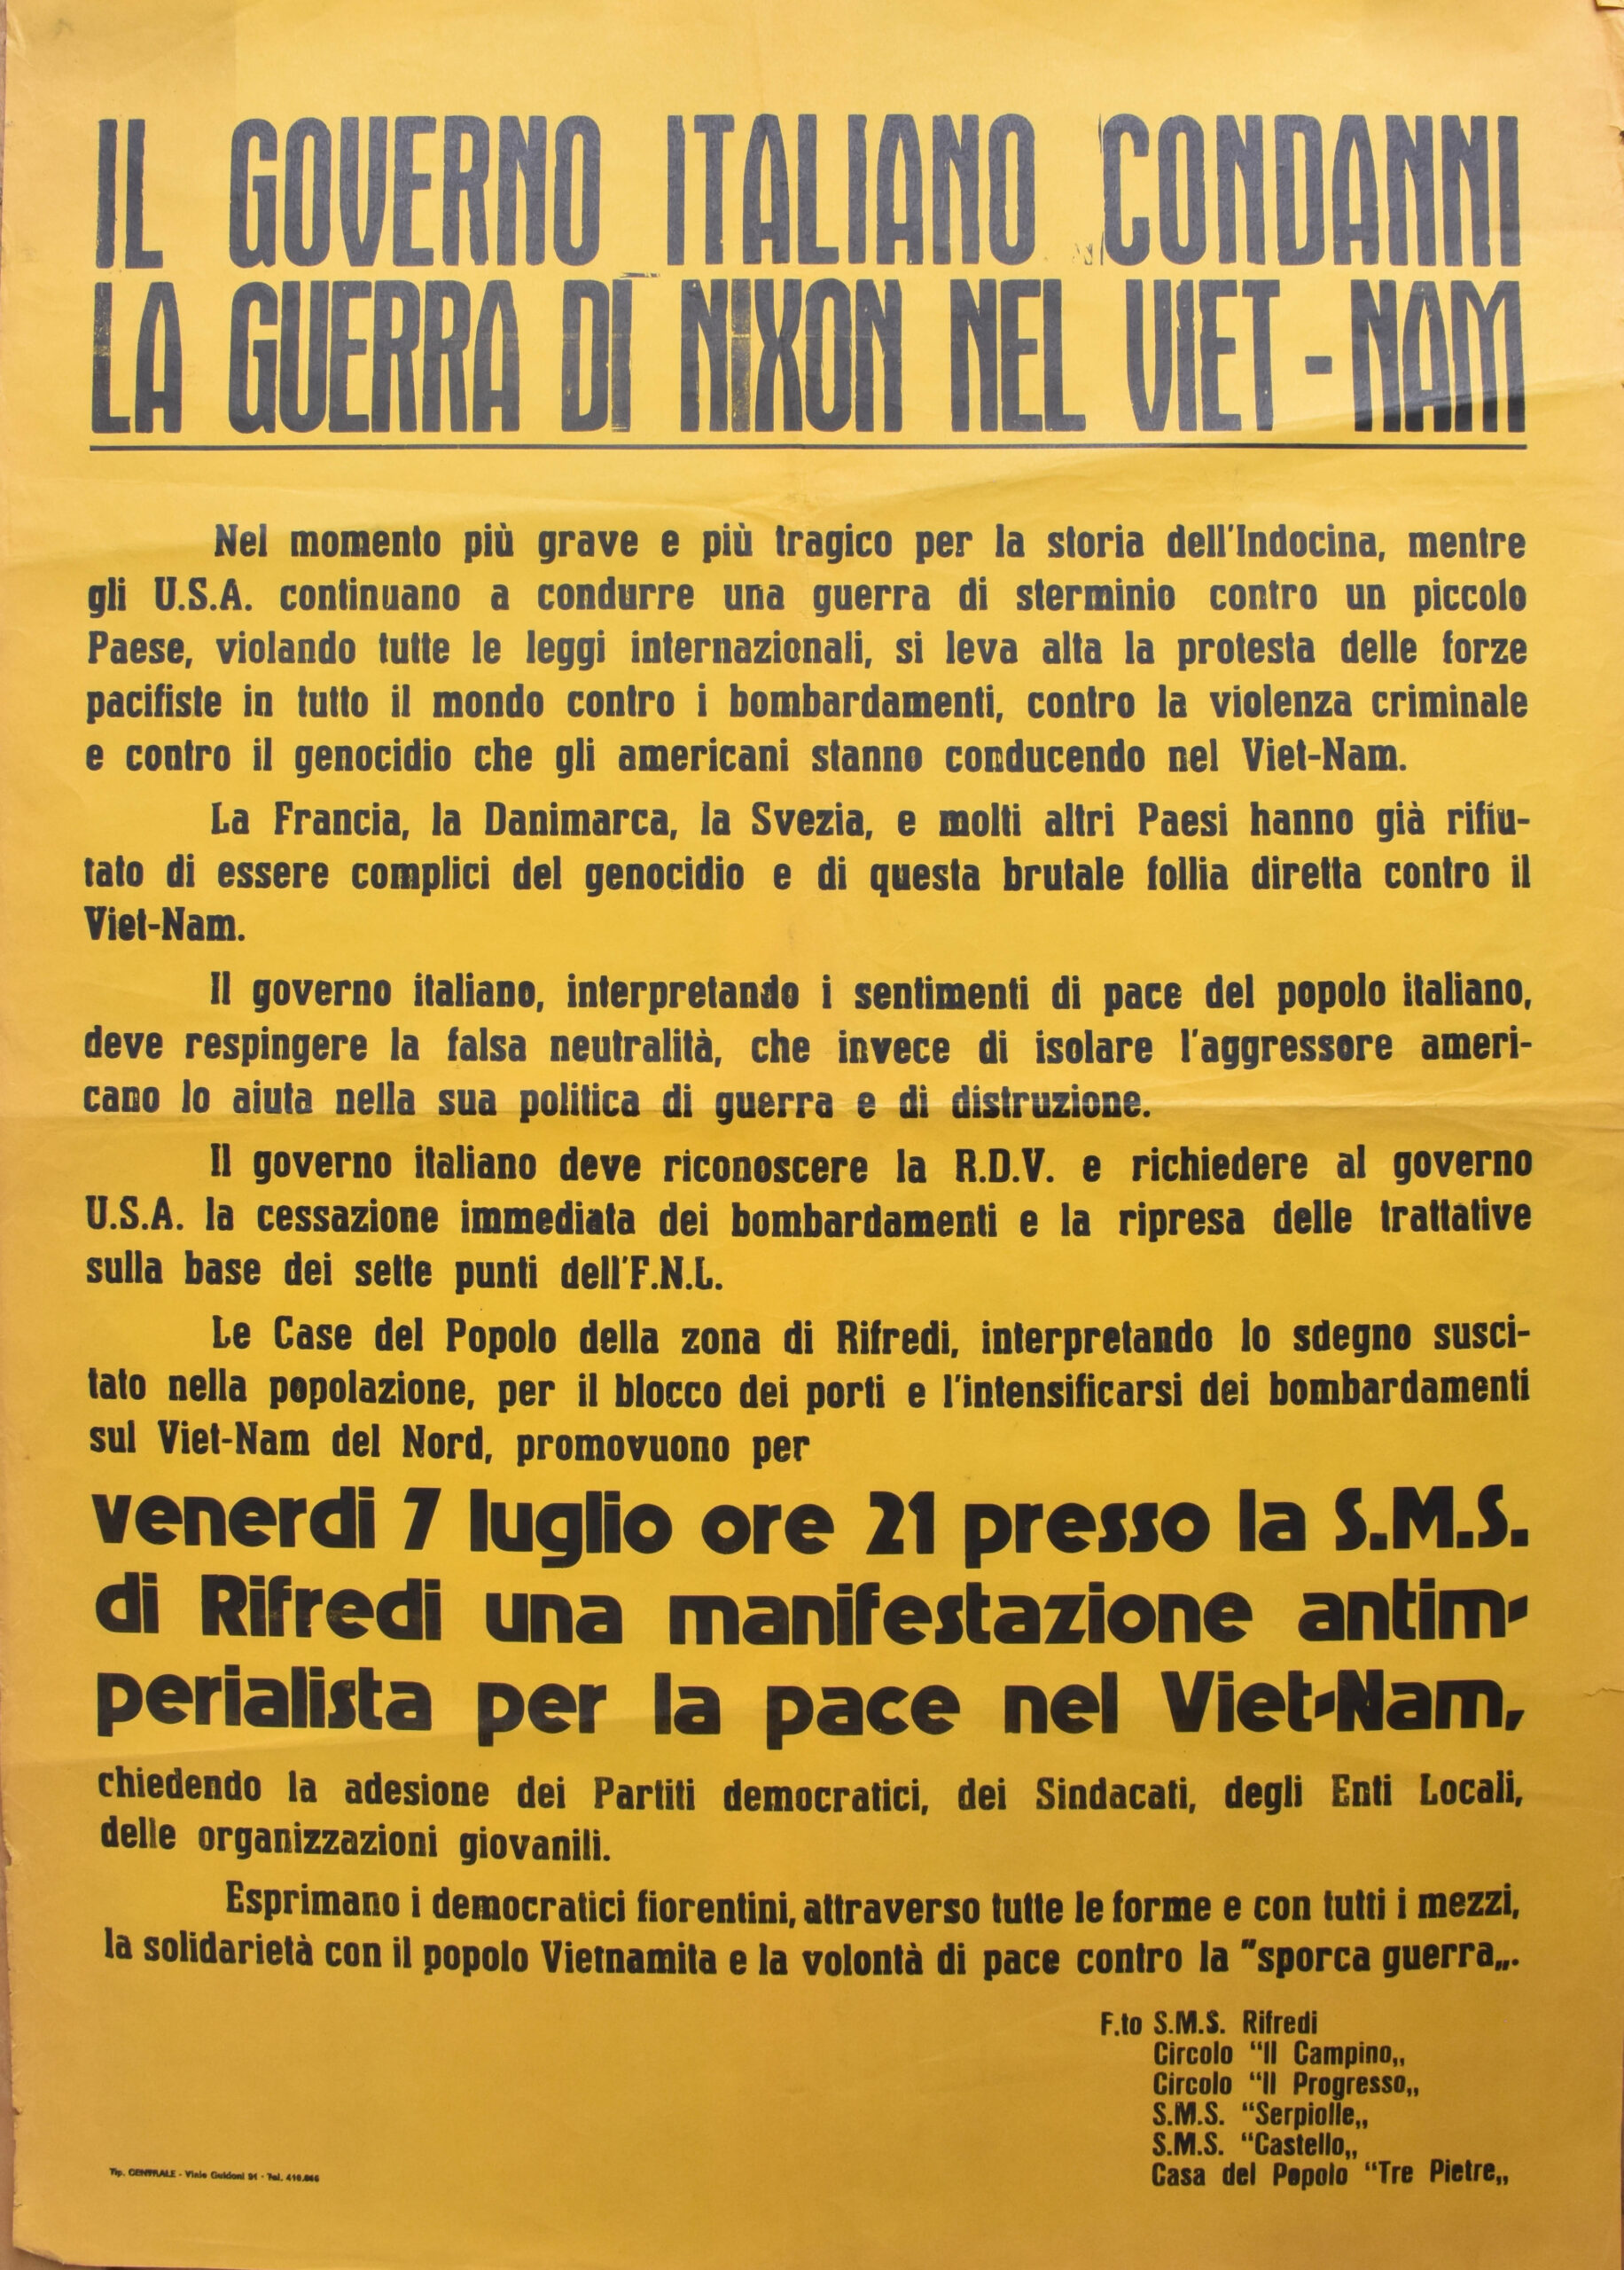 IL GOVERNO ITALIANO CONDANNI
LA GUERRA DI NIXON NEL VIET - NAM
Nel momento più grave e più tragico per la storia dell'Indocina, mentre
gli U.S.A. continuano a condurre una guerra di sterminio contro un piccolo
Paese, violando tutte le leggi internazionali, si leva alta la protesta delle forze
pacifiste in tutto il mondo contro i bombardamenti, contro la violenza criminale
e contro il genocidio che gli americani stanno conducendo nel Viet-Nam.
La Francia, la Danimarca, la Svezia, e molti altri Paesi hanno già rifiu-
tato di essere complici del genocidio e di questa brutale follia diretta contro il
Viet-Nam.
Il governo italiano, interpretando i sentimenti di pace del popolo italiano,
deve respingere la falsa neutralità, che invece di isolare l'aggressore ameri-
cano lo aiuta nella sua politica di guerra e di distruzione.
Il governo italiano deve riconoscere la R.D.V. e richiedere al governo
U.S.A. la cessazione immediata dei bombardamenti e la ripresa delle trattative
sulla base dei sette punti dell'F.N.L.
Le Case del Popolo della zona di Rifredi, interpretando lo sdegno susci-
tato nella popolazione, per il blocco dei porti e l'intensificarsi dei bombardamenti
sul Viet-Nam del Nord, promovuono per
venerdi 7 luglio ore 21 presso la S.M.S.
di Rifredi una manifestazione antim-
perialista per la pace nel Viet-Nam,
chiedendo la adesione dei Partiti democratici, dei Sindacati, degli Enti Locali,
delle organizzazioni giovanili.
Esprimano i democratici fiorentini, attraverso tutte le forme e con tutti i mezzi,
la solidarietà con il popolo Vietnamita e la volontà di pace contro la "sporca guerra„.
F.to S.M.S. Rifredi
Circolo “Il Campino„
Circolo “Il Progresso„
S.M.S. “Serpiolle„
S.M.S. “Castello„
Casa del Popolo “Tre Pietre„
Tip. CENTRALE - Viale Guidoni 91 - Tel. 410.846